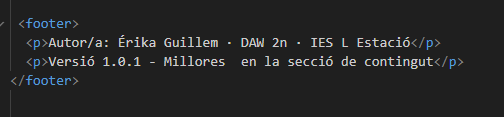 <footer>
<p>Autor/a: Érika Guillem · DAW 2n · IES L Estació</p>
<p>Versió 1.0.1 - Millores  en la secció de contingut</p>
</footer>